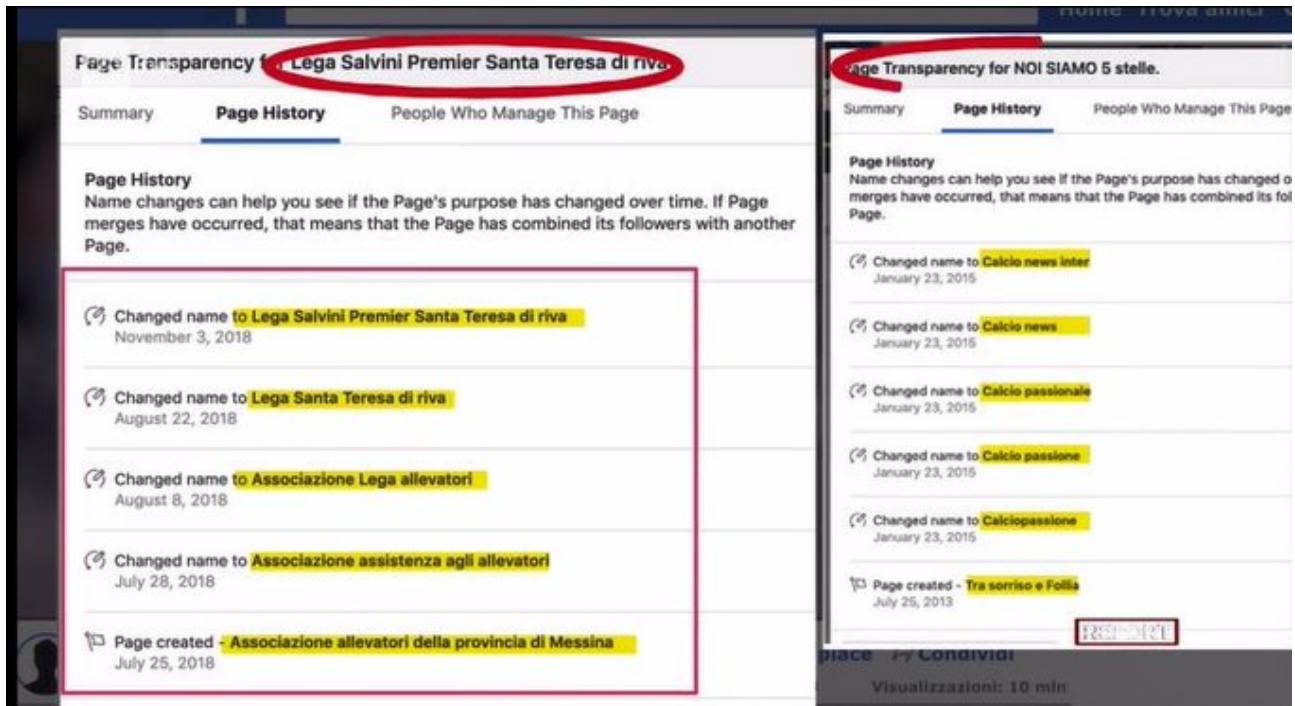 Home Trova amici
Page Transparency for Lega Salvini Premier Santa Teresa di riva
Summary Page History People Who Manage This Page
Page History
Name changes can help you see if the Page's purpose has changed over time. If Page
merges have occurred, that means that the Page has combined its followers with another
Page.
Changed name to Lega Salvini Premier Santa Teresa di riva
November 3, 2018
Changed name to Lega Santa Teresa di riva
August 22, 2018
Changed name to Associazione Lega allevatori
August 8, 2018
Changed name to Associazione assistenza agli allevatori
July 28, 2018
Page created - Associazione allevatori della provincia di Messina
July 25, 2018
Page Transparency for NOI SIAMO 5 stelle.
Summary Page History People Who Manage This Page
Page History
Name changes can help you see if the Page's purpose has changed
merges have occurred, that means that the Page has combined its
Page.
Changed name to Calcio news inter
January 23, 2015
Changed name to Calcio news
January 23, 2015
Changed name to Calcio passionale
January 23, 2015
Changed name to Calcio passione
January 23, 2015
Changed name to Calciopassione
January 23, 2015
Page created - Tra sorriso e Follia
July 25, 2013
REPORT
Condividi
Visualizzazioni: 10 mln